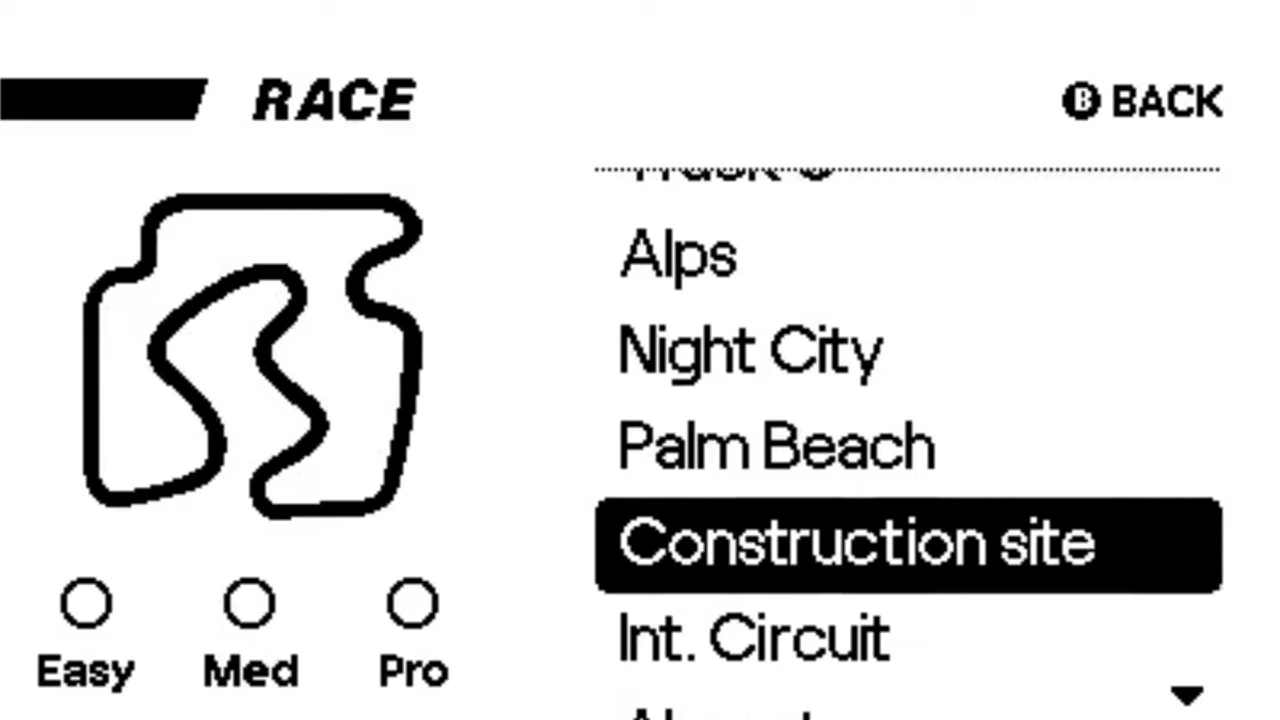 RACE
B BACK
Alps
Night City
Palm Beach
Construction site
Int. Circuit
Easy Med Pro